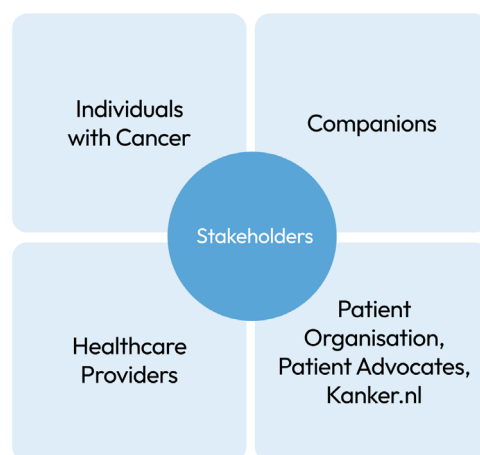 Individuals
with Cancer
Companions
Stakeholders
Healthcare
Providers
Patient
Organisation,
Patient Advocates,
Kanker.nl